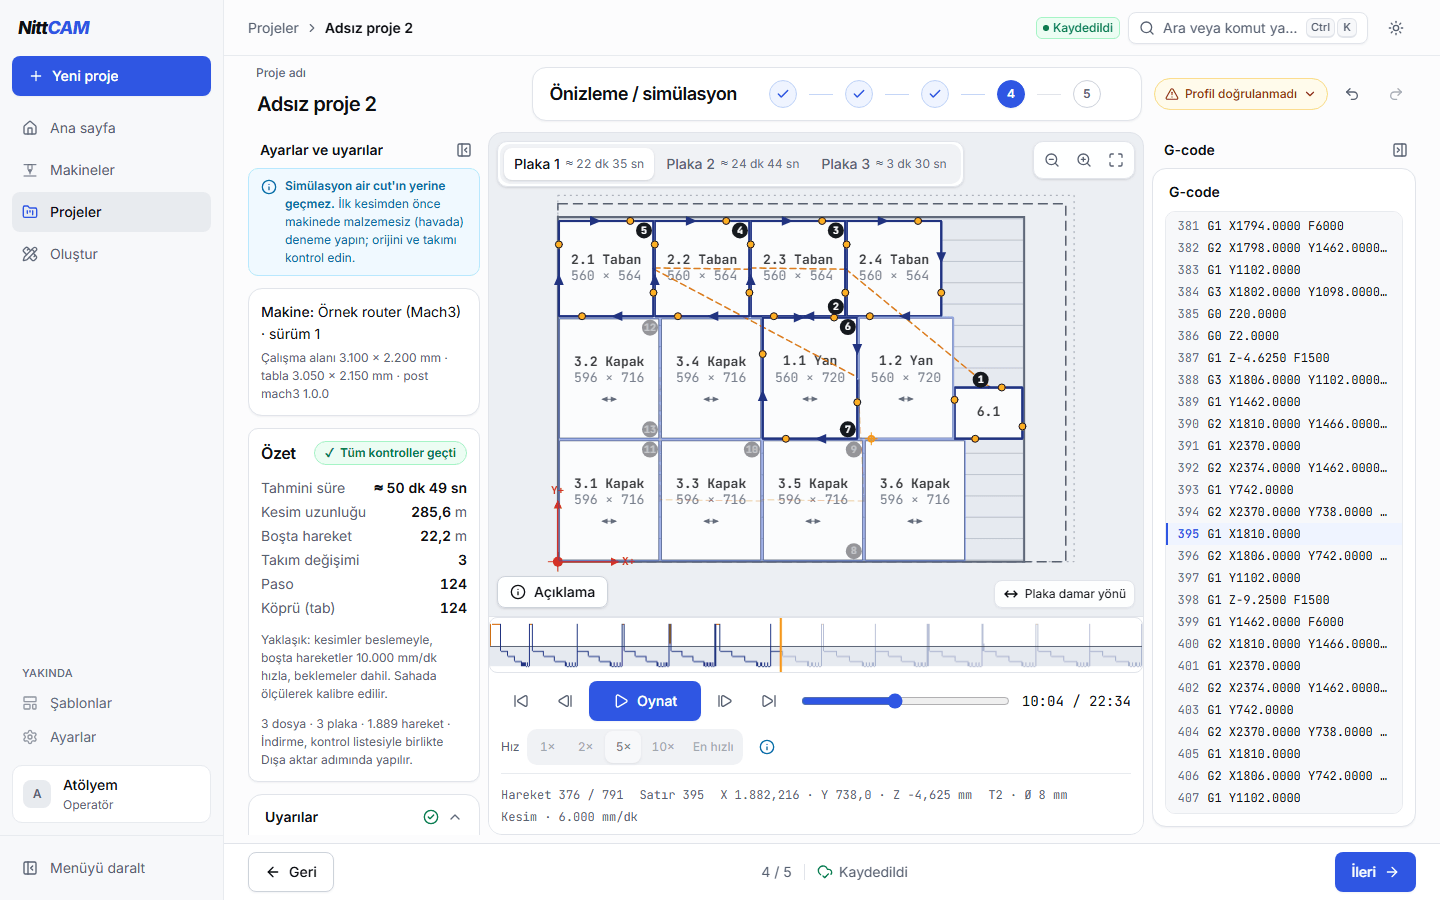 NittCAM
Yeni proje
Ana sayfa
Makineler
Projeler
Oluştur
YAKINDA
Şablonlar
Ayarlar
A
Atölyem
Operatör
Menüyü daralt
Projeler > Adsız proje 2
Kaydedildi
Ara veya komut ya...
Ctrl
K
Proje adı
Adsız proje 2
Önizleme / simülasyon
4
5
Profil doğrulanmadı
Ayarlar ve uyarılar
Simülasyon air cut'ın yerine
geçmez. İlk kesimden önce
makinede malzemesiz (havada)
deneme yapın; orijini ve takımı
kontrol edin.
Makine: Örnek router (Mach3)
· sürüm 1
Çalışma alanı 3.100 × 2.200 mm ·
tabla 3.050 × 2.150 mm · post
mach3 1.0.0
Özet
✓ Tüm kontroller geçti
Tahmini süre ≈ 50 dk 49 sn
Kesim uzunluğu 285,6 m
Boşta hareket 22,2 m
Takım değişimi 3
Paso 124
Köprü (tab) 124
Yaklaşık: kesimler beslemeyle,
boşta hareketler 10.000 mm/dk
hızla, beklemeler dahil. Sahada
ölçülerek kalibre edilir.
3 dosya · 3 plaka · 1.889 hareket ·
İndirme, kontrol listesiyle birlikte
Dışa aktar adımında yapılır.
Uyarılar
Plaka 1 ≈ 22 dk 35 sn
Plaka 2 ≈ 24 dk 44 sn
Plaka 3 ≈ 3 dk 30 sn
5
4
3
2.1 Taban
560 × 564
2.2 Taban
560 × 564
2.3 Taban
560 × 564
2.4 Taban
560 × 564
2
12
6
3.2 Kapak
596 × 716
3.4 Kapak
596 × 716
1.1 Yan
560 × 720
1.2 Yan
560 × 720
1
6.1
13
7
11
10
9
3.1 Kapak
596 × 716
3.3 Kapak
596 × 716
3.5 Kapak
596 × 716
3.6 Kapak
596 × 716
8
Y+
X+
Açıklama
Plaka damar yönü
Oynat
10:04 / 22:34
Hız
1×
2×
5×
10×
En hızlı
Hareket 376 / 791 Satır 395 X 1.882,216 · Y 738,0 · Z -4,625 mm T2 · Ø 8 mm
Kesim · 6.000 mm/dk
G-code
G-code
381 G1 X1794.0000 F6000
382 G2 X1798.0000 Y1462.0000…
383 G1 Y1102.0000
384 G3 X1802.0000 Y1098.0000…
385 G0 Z20.0000
386 G0 Z2.0000
387 G1 Z-4.6250 F1500
388 G3 X1806.0000 Y1102.0000…
389 G1 Y1462.0000
390 G2 X1810.0000 Y1466.0000…
391 G1 X2370.0000
392 G2 X2374.0000 Y1462.0000…
393 G1 Y742.0000
394 G2 X2370.0000 Y738.0000 …
395 G1 X1810.0000
396 G2 X1806.0000 Y742.0000 …
397 G1 Y1102.0000
398 G1 Z-9.2500 F1500
399 G1 Y1462.0000 F6000
400 G2 X1810.0000 Y1466.0000…
401 G1 X2370.0000
402 G2 X2374.0000 Y1462.0000…
403 G1 Y742.0000
404 G2 X2370.0000 Y738.0000 …
405 G1 X1810.0000
406 G2 X1806.0000 Y742.0000 …
407 G1 Y1102.0000
Geri
4 / 5
Kaydedildi
İleri